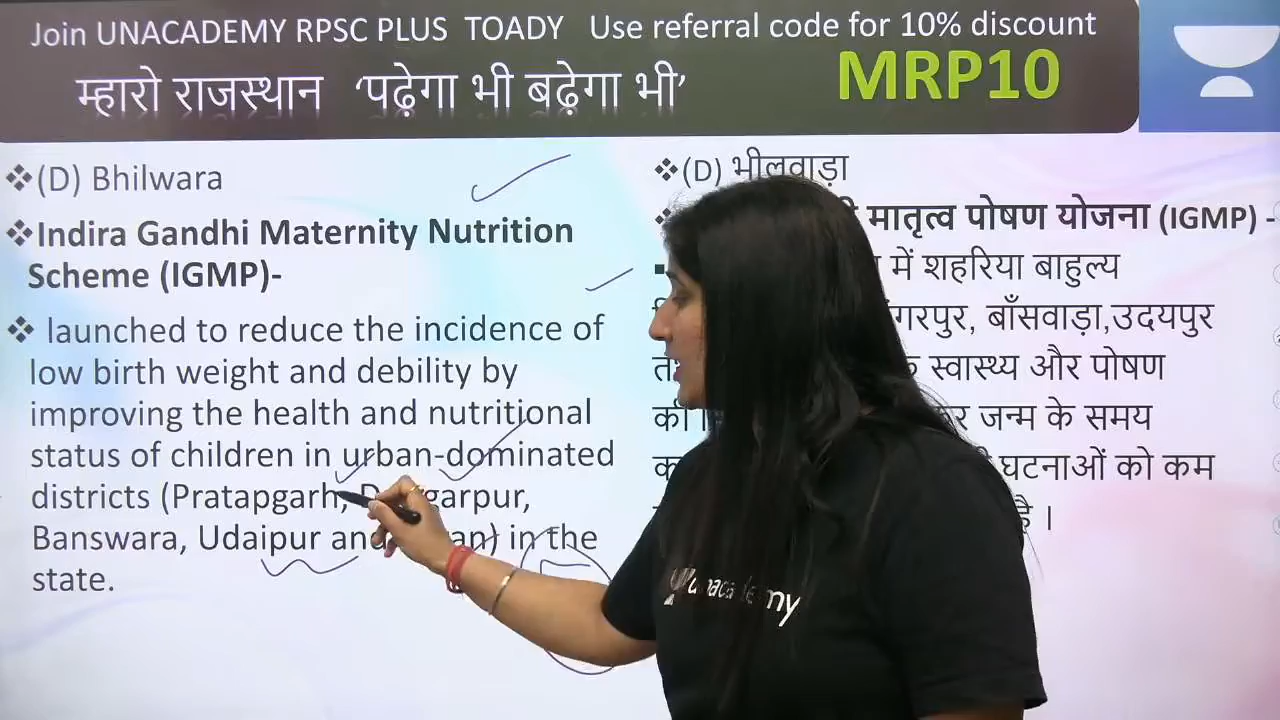 Join UNACADEMY RPSC PLUS TOADY Use referral code for 10% discount
म्हारो राजस्थान 'पढ़ेगा भी बढ़ेगा भी'
MRP10
❖(D) Bhilwara
❖Indira Gandhi Maternity Nutrition
Scheme (IGMP)-
❖ launched to reduce the incidence of
low birth weight and debility by
improving the health and nutritional
status of children in urban-dominated
districts (Pratapgarh,
Banswara, Udaipur and in the
state.
❖(D) भीलवाड़ा
मातृत्व पोषण योजना (IGMP) -
में शहरिया बाहुल्य
बाँसवाड़ा,उदयपुर
स्वास्थ्य और पोषण
जन्म के समय
घटनाओं को कम
है ।
unacademy